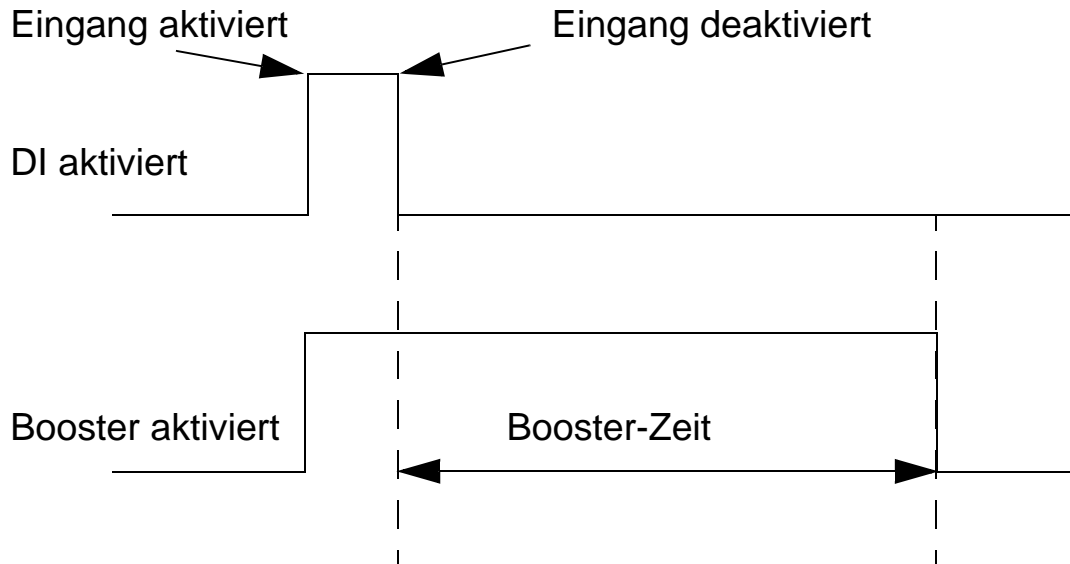 Eingang aktiviert
Eingang deaktiviert
DI aktiviert
Booster aktiviert
Booster-Zeit